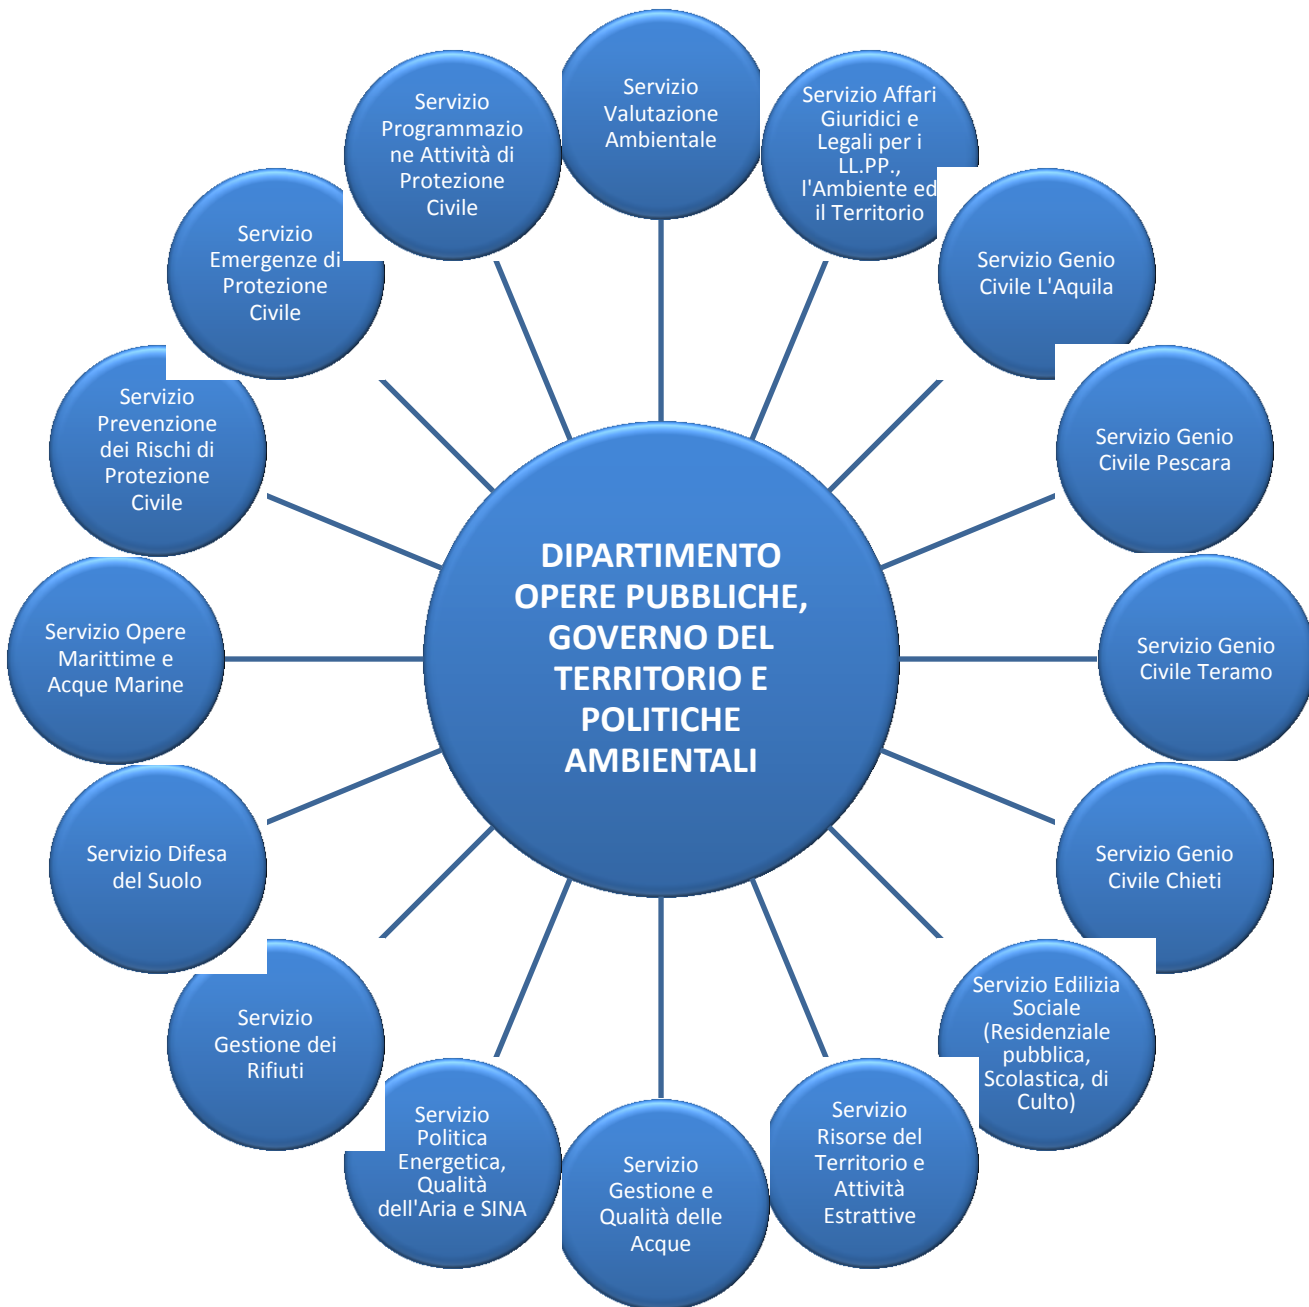 Servizio
Valutazione
Ambientale
Servizio Affari
Giuridici e
Legali per i
LL.PP.,
l'Ambiente ed
il Territorio
Servizio Genio
Civile L'Aquila
Servizio Genio
Civile Pescara
Servizio Genio
Civile Teramo
Servizio Genio
Civile Chieti
Servizio Edilizia
Sociale
(Residenziale
pubblica,
Scolastica, di
Culto)
Servizio
Risorse del
Territorio e
Attività
Estrattive
Servizio
Gestione e
Qualità delle
Acque
Servizio
Politica
Energetica,
Qualità
dell'Aria e SINA
Servizio
Gestione dei
Rifiuti
Servizio Difesa
del Suolo
Servizio Opere
Marittime e
Acque Marine
Servizio
Prevenzione
dei Rischi di
Protezione
Civile
Servizio
Emergenze di
Protezione
Civile
Servizio
Programmazio
ne Attività di
Protezione
Civile
DIPARTIMENTO
OPERE PUBBLICHE,
GOVERNO DEL
TERRITORIO E
POLITICHE
AMBIENTALI